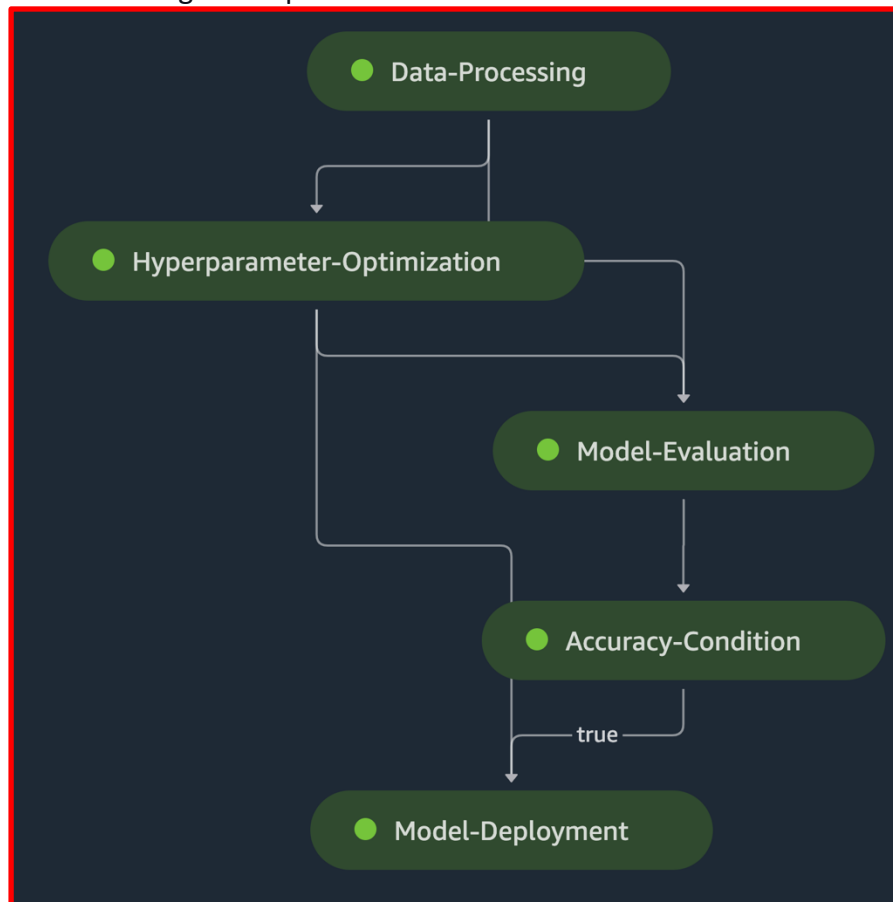 Data-Processing
Hyperparameter-Optimization
Model-Evaluation
Accuracy-Condition
true
Model-Deployment